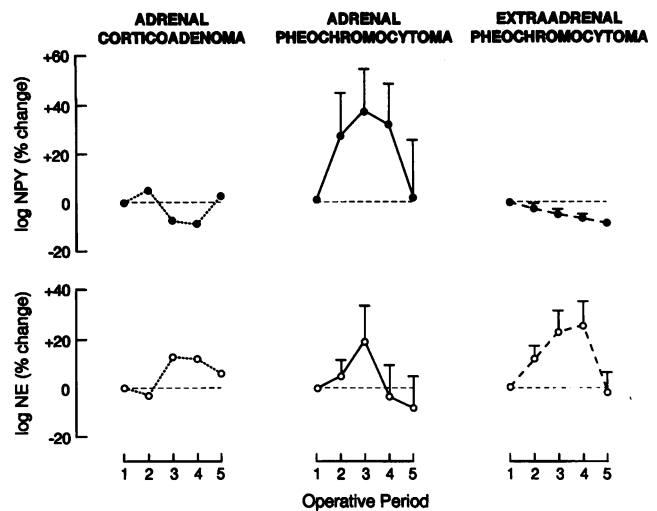 ADRENAL CORTICOADENOMA
ADRENAL PHEOCHROMOCYTOMA
EXTRAADRENAL PHEOCHROMOCYTOMA
log NPY (% change)
+60
+40
+20
0
-20
log NE (% change)
+40
+20
0
-20
1 2 3 4 5
1 2 3 4 5
1 2 3 4 5
Operative Period